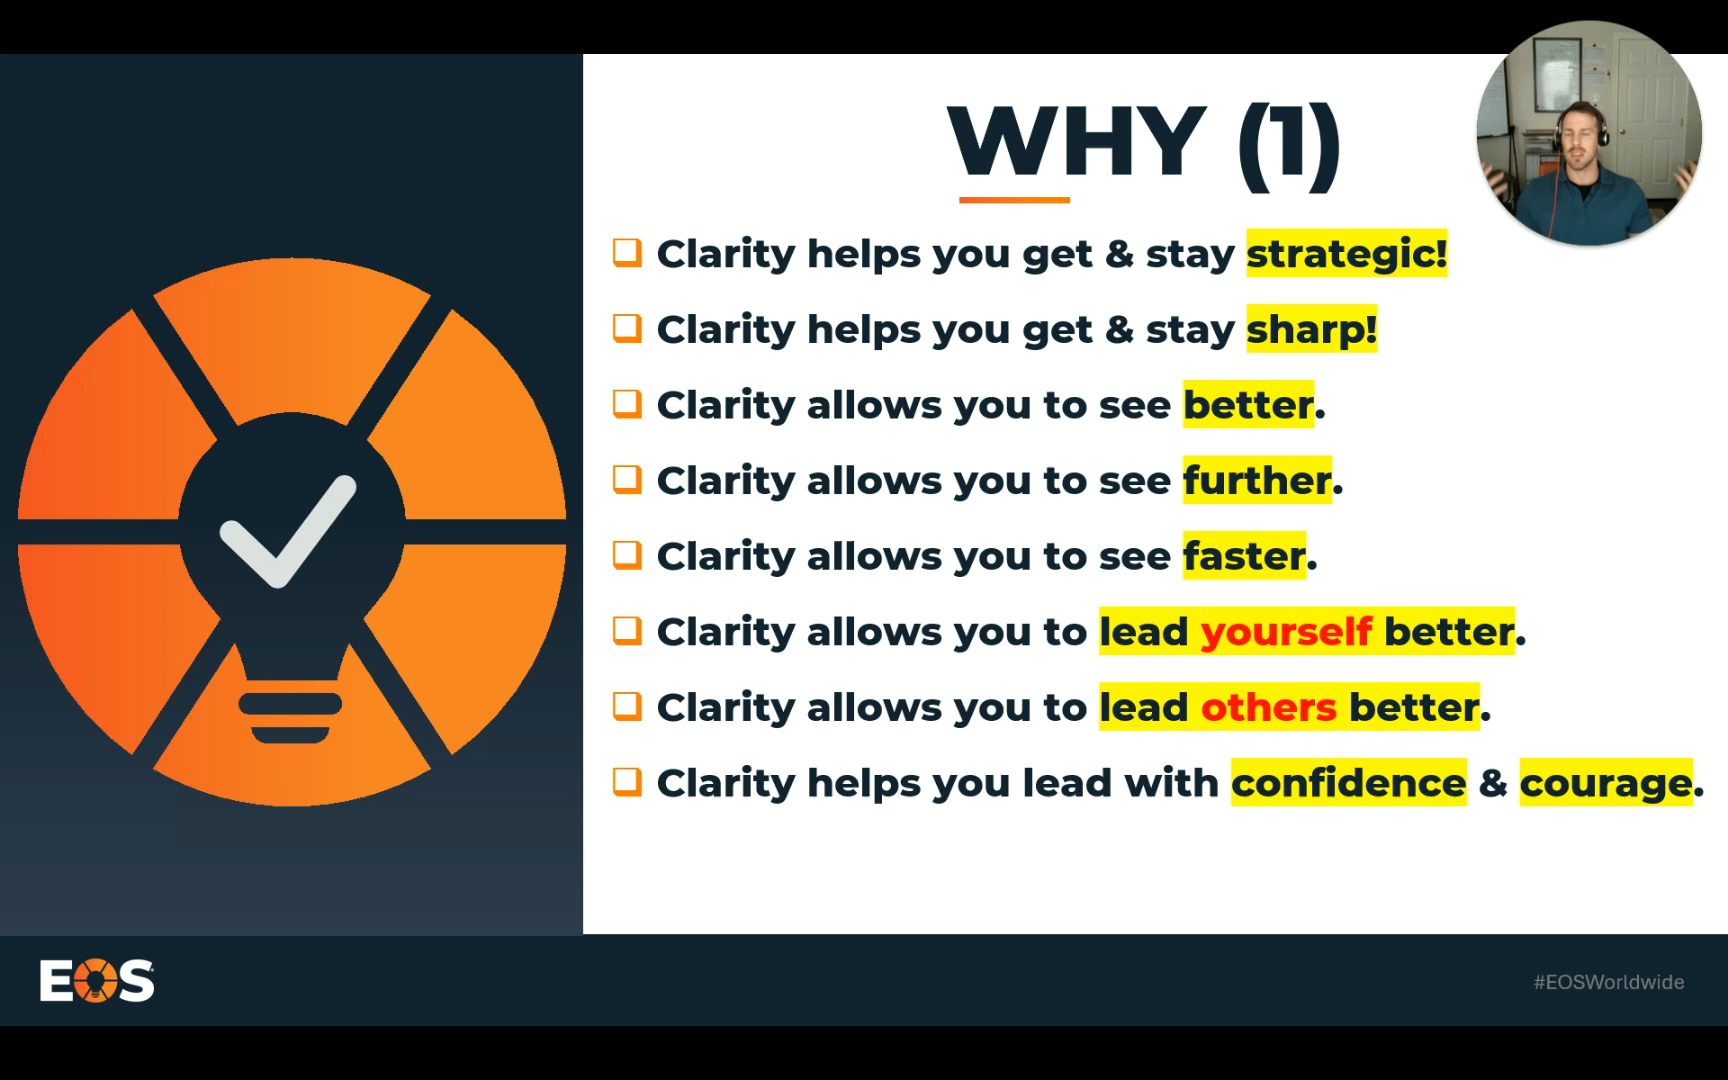 WHY (1)
Clarity helps you get & stay strategic!
Clarity helps you get & stay sharp!
Clarity allows you to see better.
Clarity allows you to see further.
Clarity allows you to see faster.
Clarity allows you to lead yourself better.
Clarity allows you to lead others better.
Clarity helps you lead with confidence & courage.
EOS
#EOSWorldwide